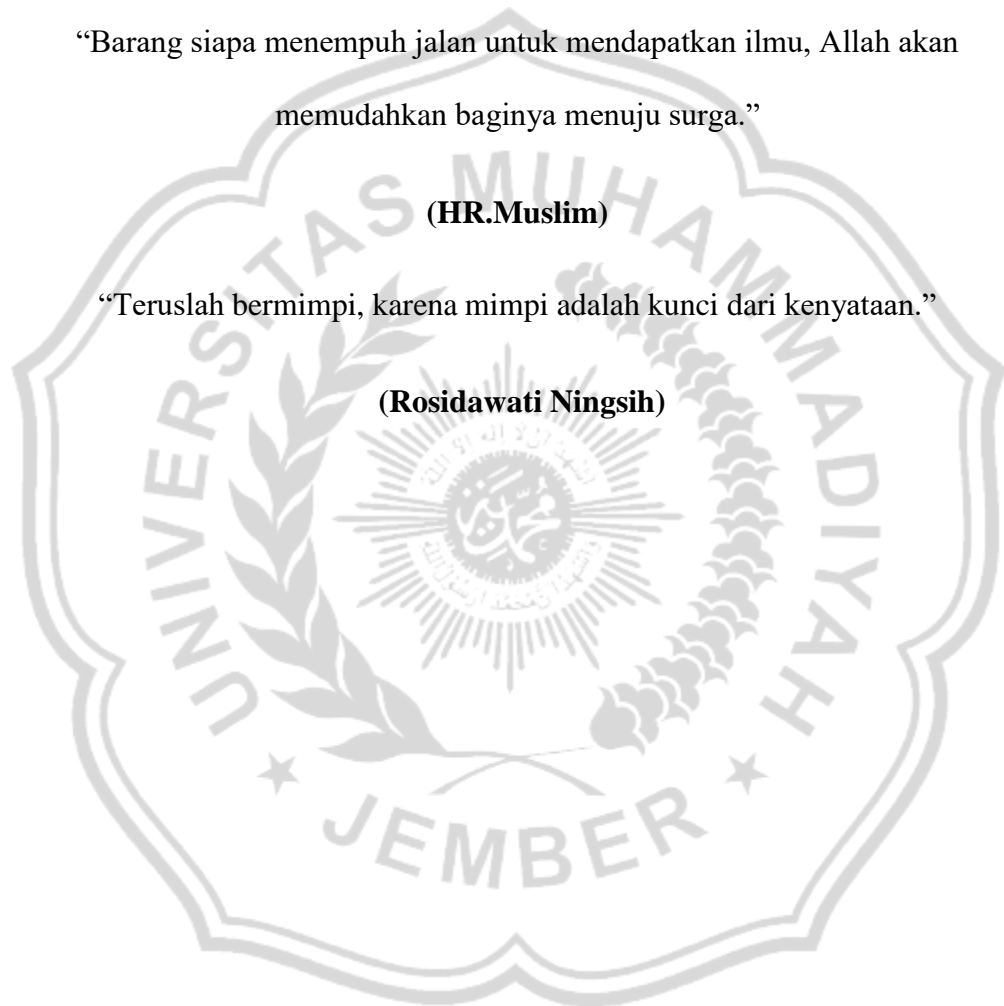 “Barang siapa menempuh jalan untuk mendapatkan ilmu, Allah akan
memudahkan baginya menuju surga.”
(HR.Muslim)
“Teruslah bermimpi, karena mimpi adalah kunci dari kenyataan.”
(Rosidawati Ningsih)
UNIVERSITAS MUHAMMADIYAH
JEMBER